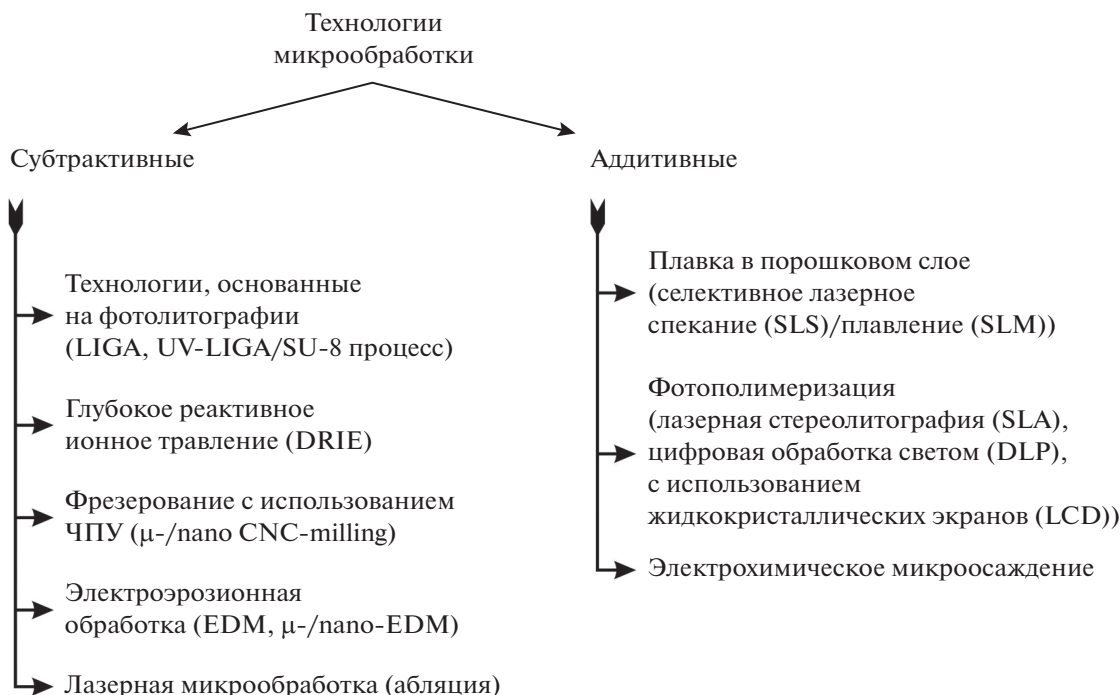 Технологии
микрообработки
Субтрактивные
Технологии, основанные
на фотолитографии
(LIGA, UV-LIGA/SU-8 процесс)
Глубокое реактивное
ионное травление (DRIE)
Фрезерование с использованием
ЧПУ (μ-/nano CNC-milling)
Электроэрозионная
обработка (EDM, μ-/nano-EDM)
Лазерная микрообработка (абляция)
Аддитивные
Плавка в порошковом слое
(селективное лазерное
спекание (SLS)/плавление (SLM))
Фотополимеризация
(лазерная стереолитография (SLA),
цифровая обработка светом (DLP),
с использованием
жидкокристаллических экранов (LCD))
Электрохимическое микроосаждение